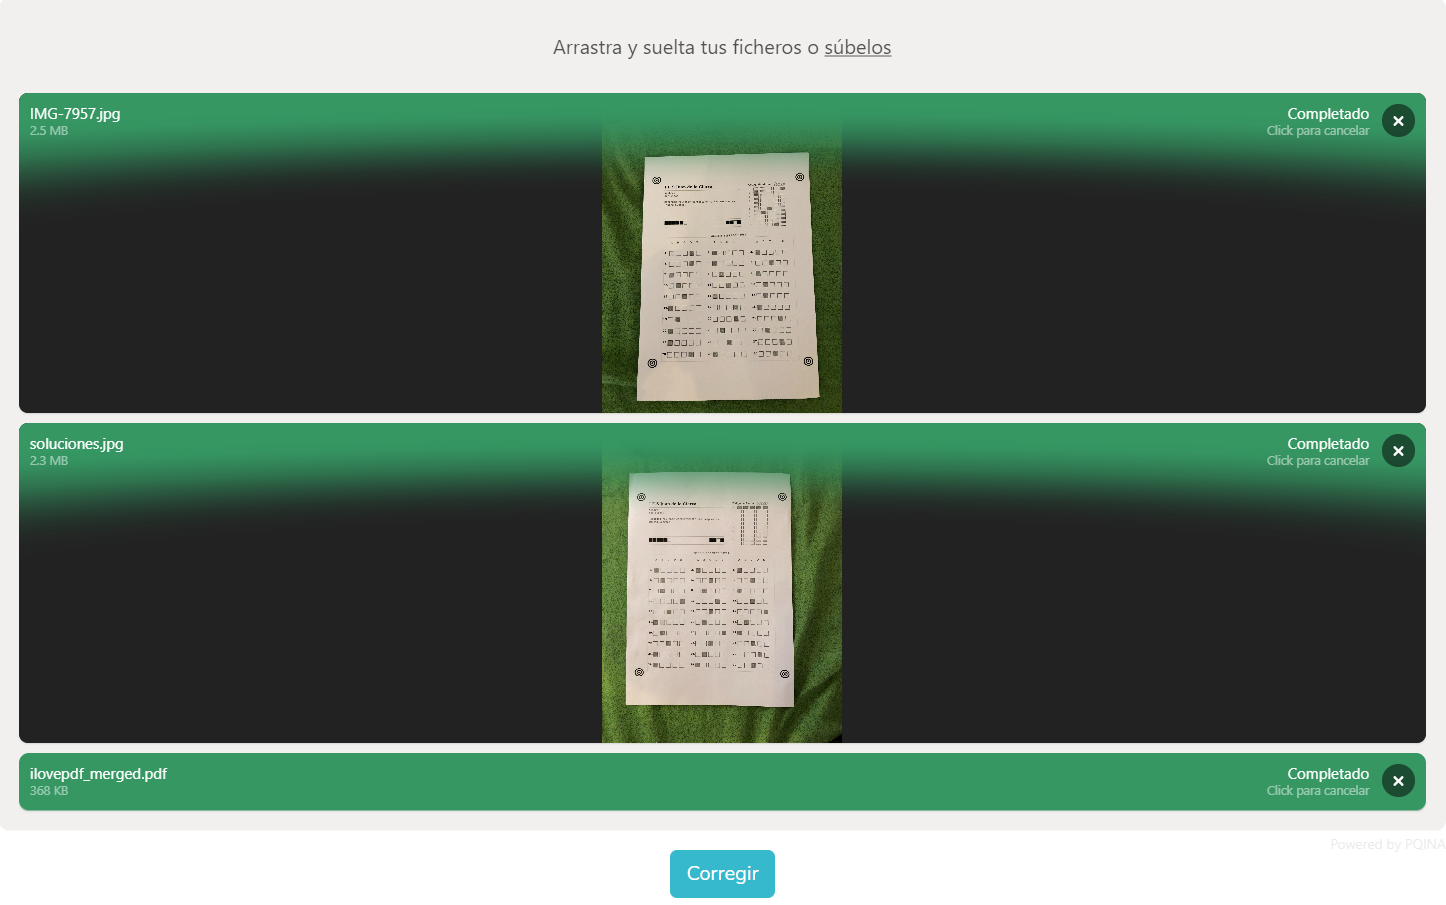 Arrastra y suelta tus ficheros o súbelos
IMG-7957.jpg
2.5 MB
Completado
Click para cancelar
soluciones.jpg
2.3 MB
Completado
Click para cancelar
ilovepdf_merged.pdf
368 KB
Completado
Click para cancelar
Powered by PQINA
Corregir